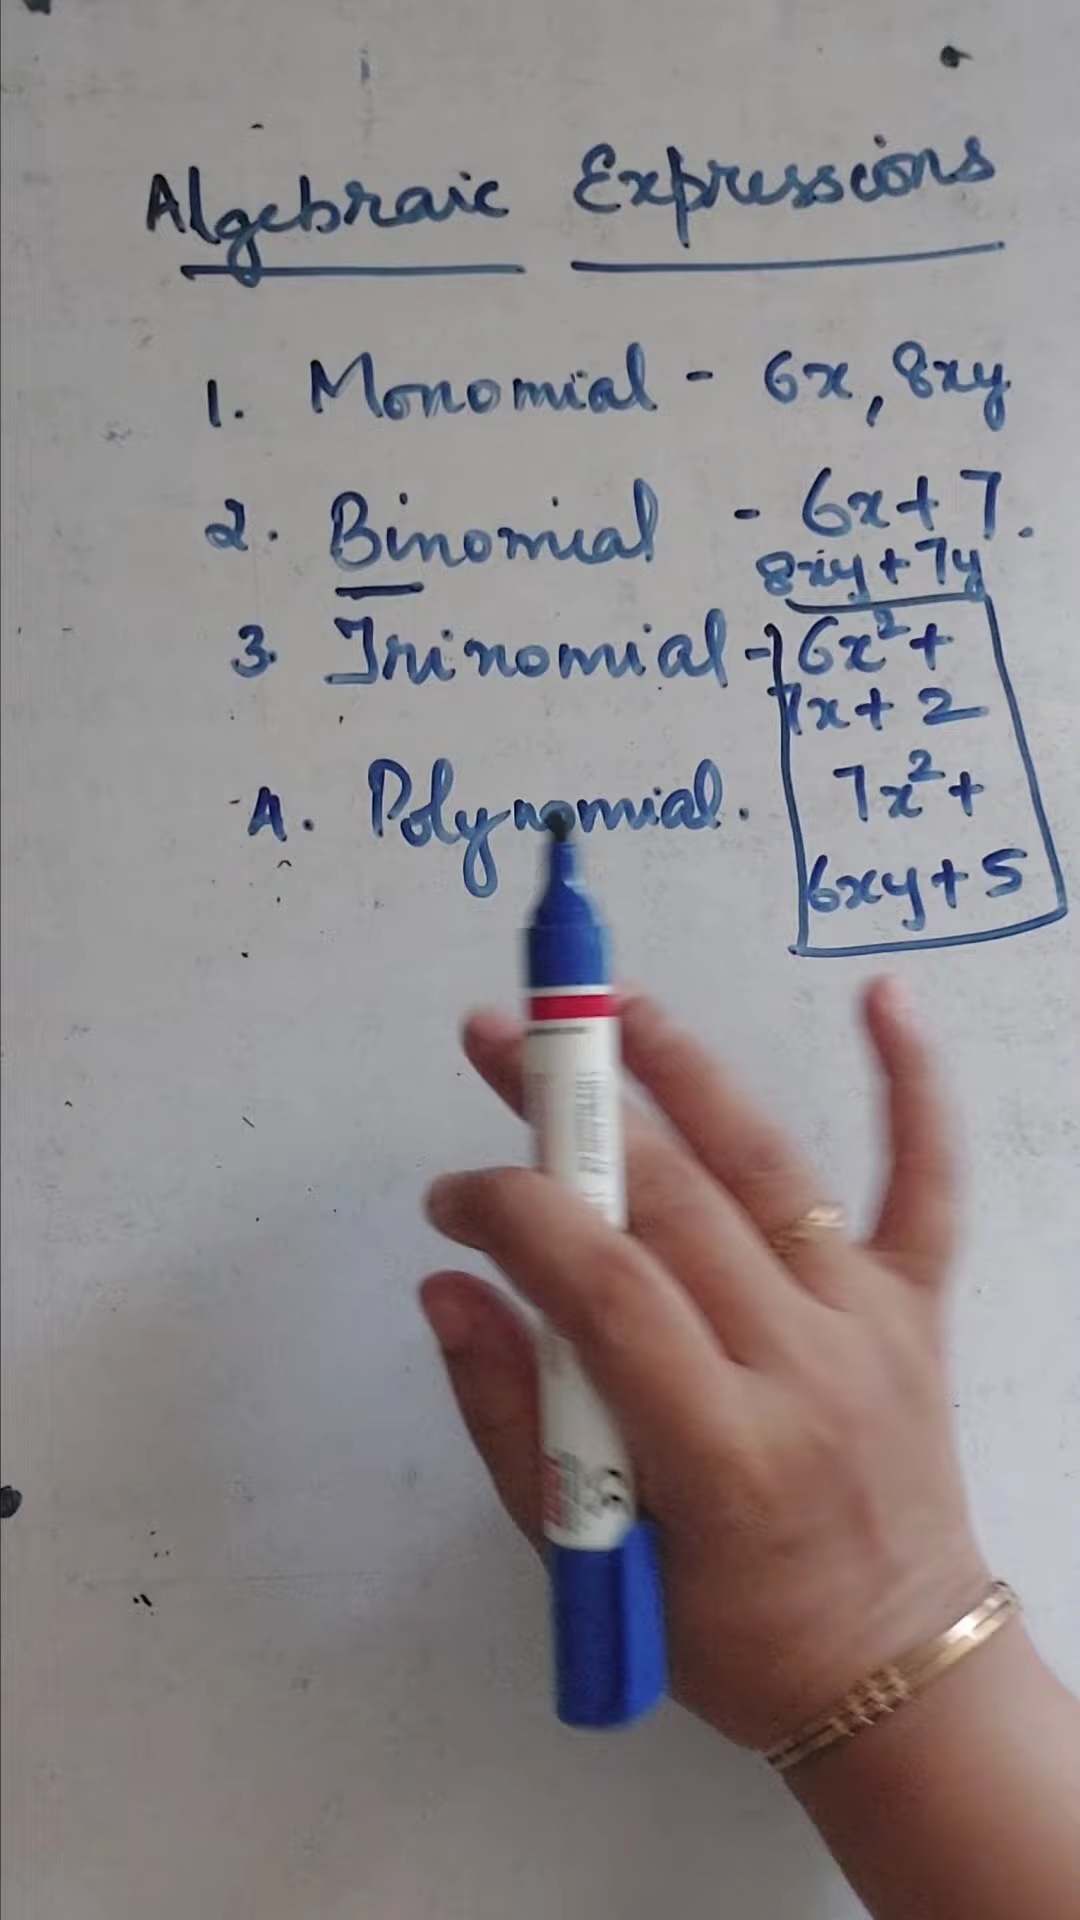 Algebraic Expressions
1. Monomial - 6x, 8xy
2. Binomial - 6x+7.
8xy + 7y
3. Trinomial - 6x²+
7x + 2
7x²+
4. Polynomial.
6xy+5